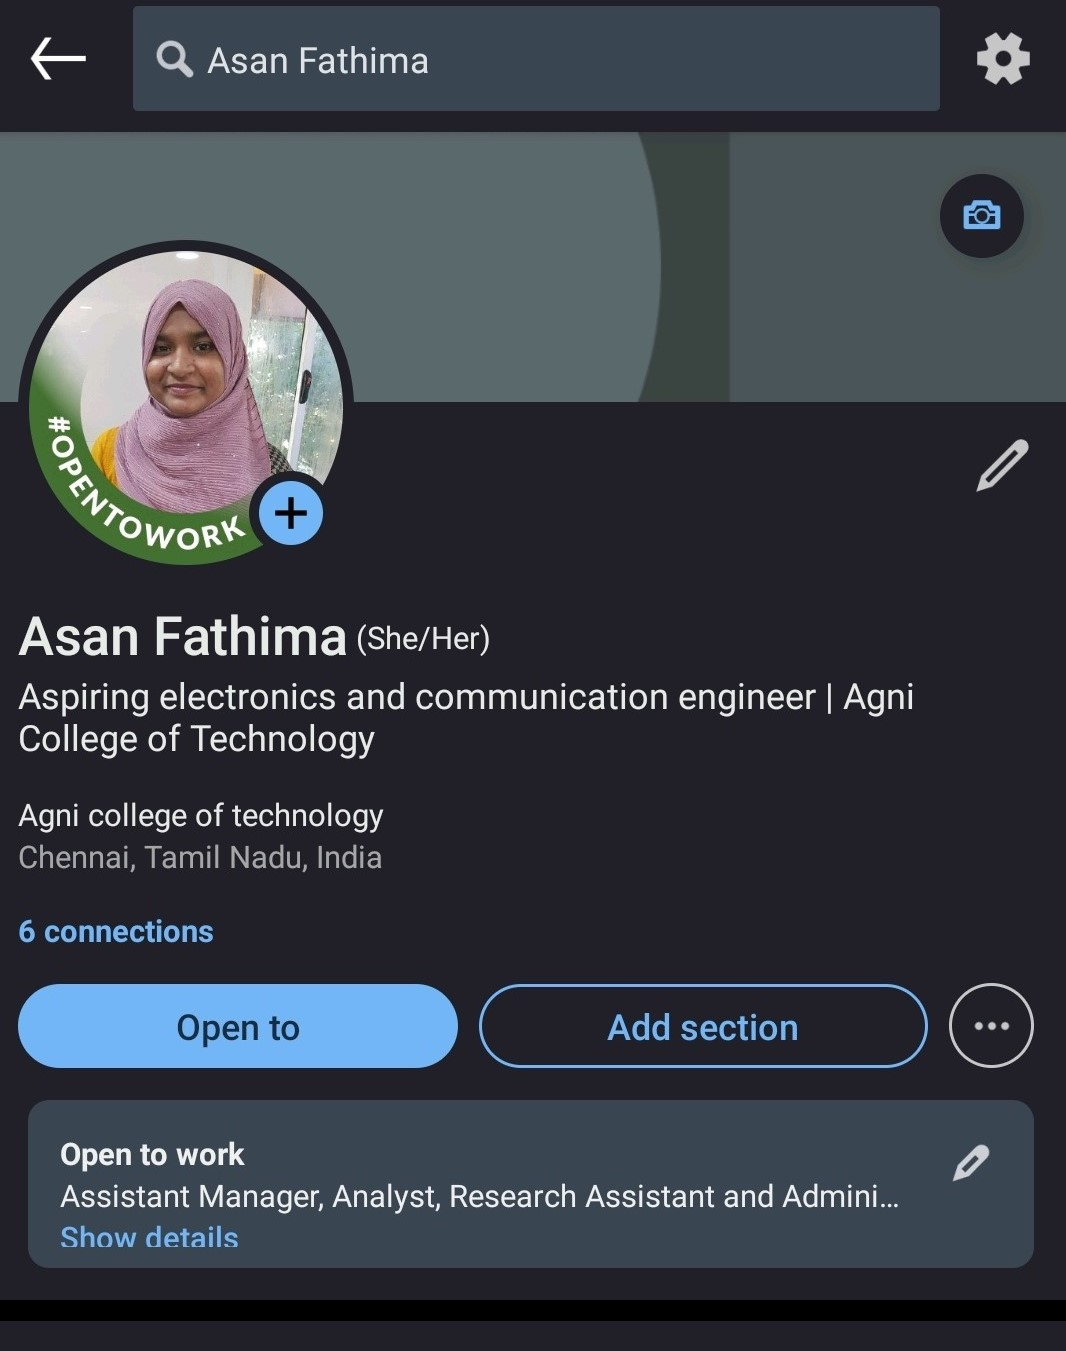 Asan Fathima
#OPENTOWORK
Asan Fathima (She/Her)
Aspiring electronics and communication engineer | Agni
College of Technology
Agni college of technology
Chennai, Tamil Nadu, India
6 connections
Open to
Add section
Open to work
Assistant Manager, Analyst, Research Assistant and Admini...
Show details